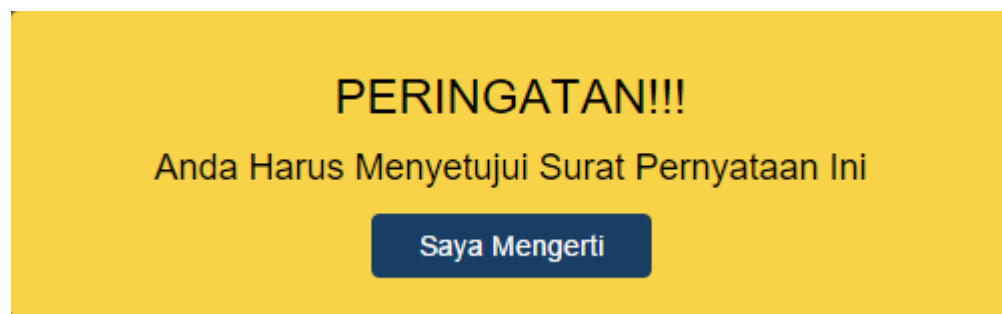 PERINGATAN!!!
Anda Harus Menyetujui Surat Pernyataan Ini
Saya Mengerti